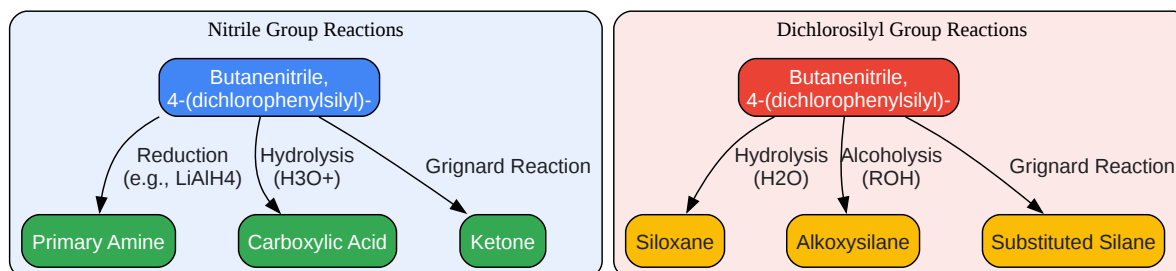 Nitrile Group Reactions
Butanenitrile,
4-(dichlorophenylsilyl)-
Reduction
(e.g., LiAlH4)
Hydrolysis
(H3O+)
Grignard Reaction
Primary Amine
Carboxylic Acid
Ketone
Dichlorosilyl Group Reactions
Butanenitrile,
4-(dichlorophenylsilyl)-
Hydrolysis
(H2O)
Alcoholysis
(ROH)
Grignard Reaction
Siloxane
Alkoxysilane
Substituted Silane